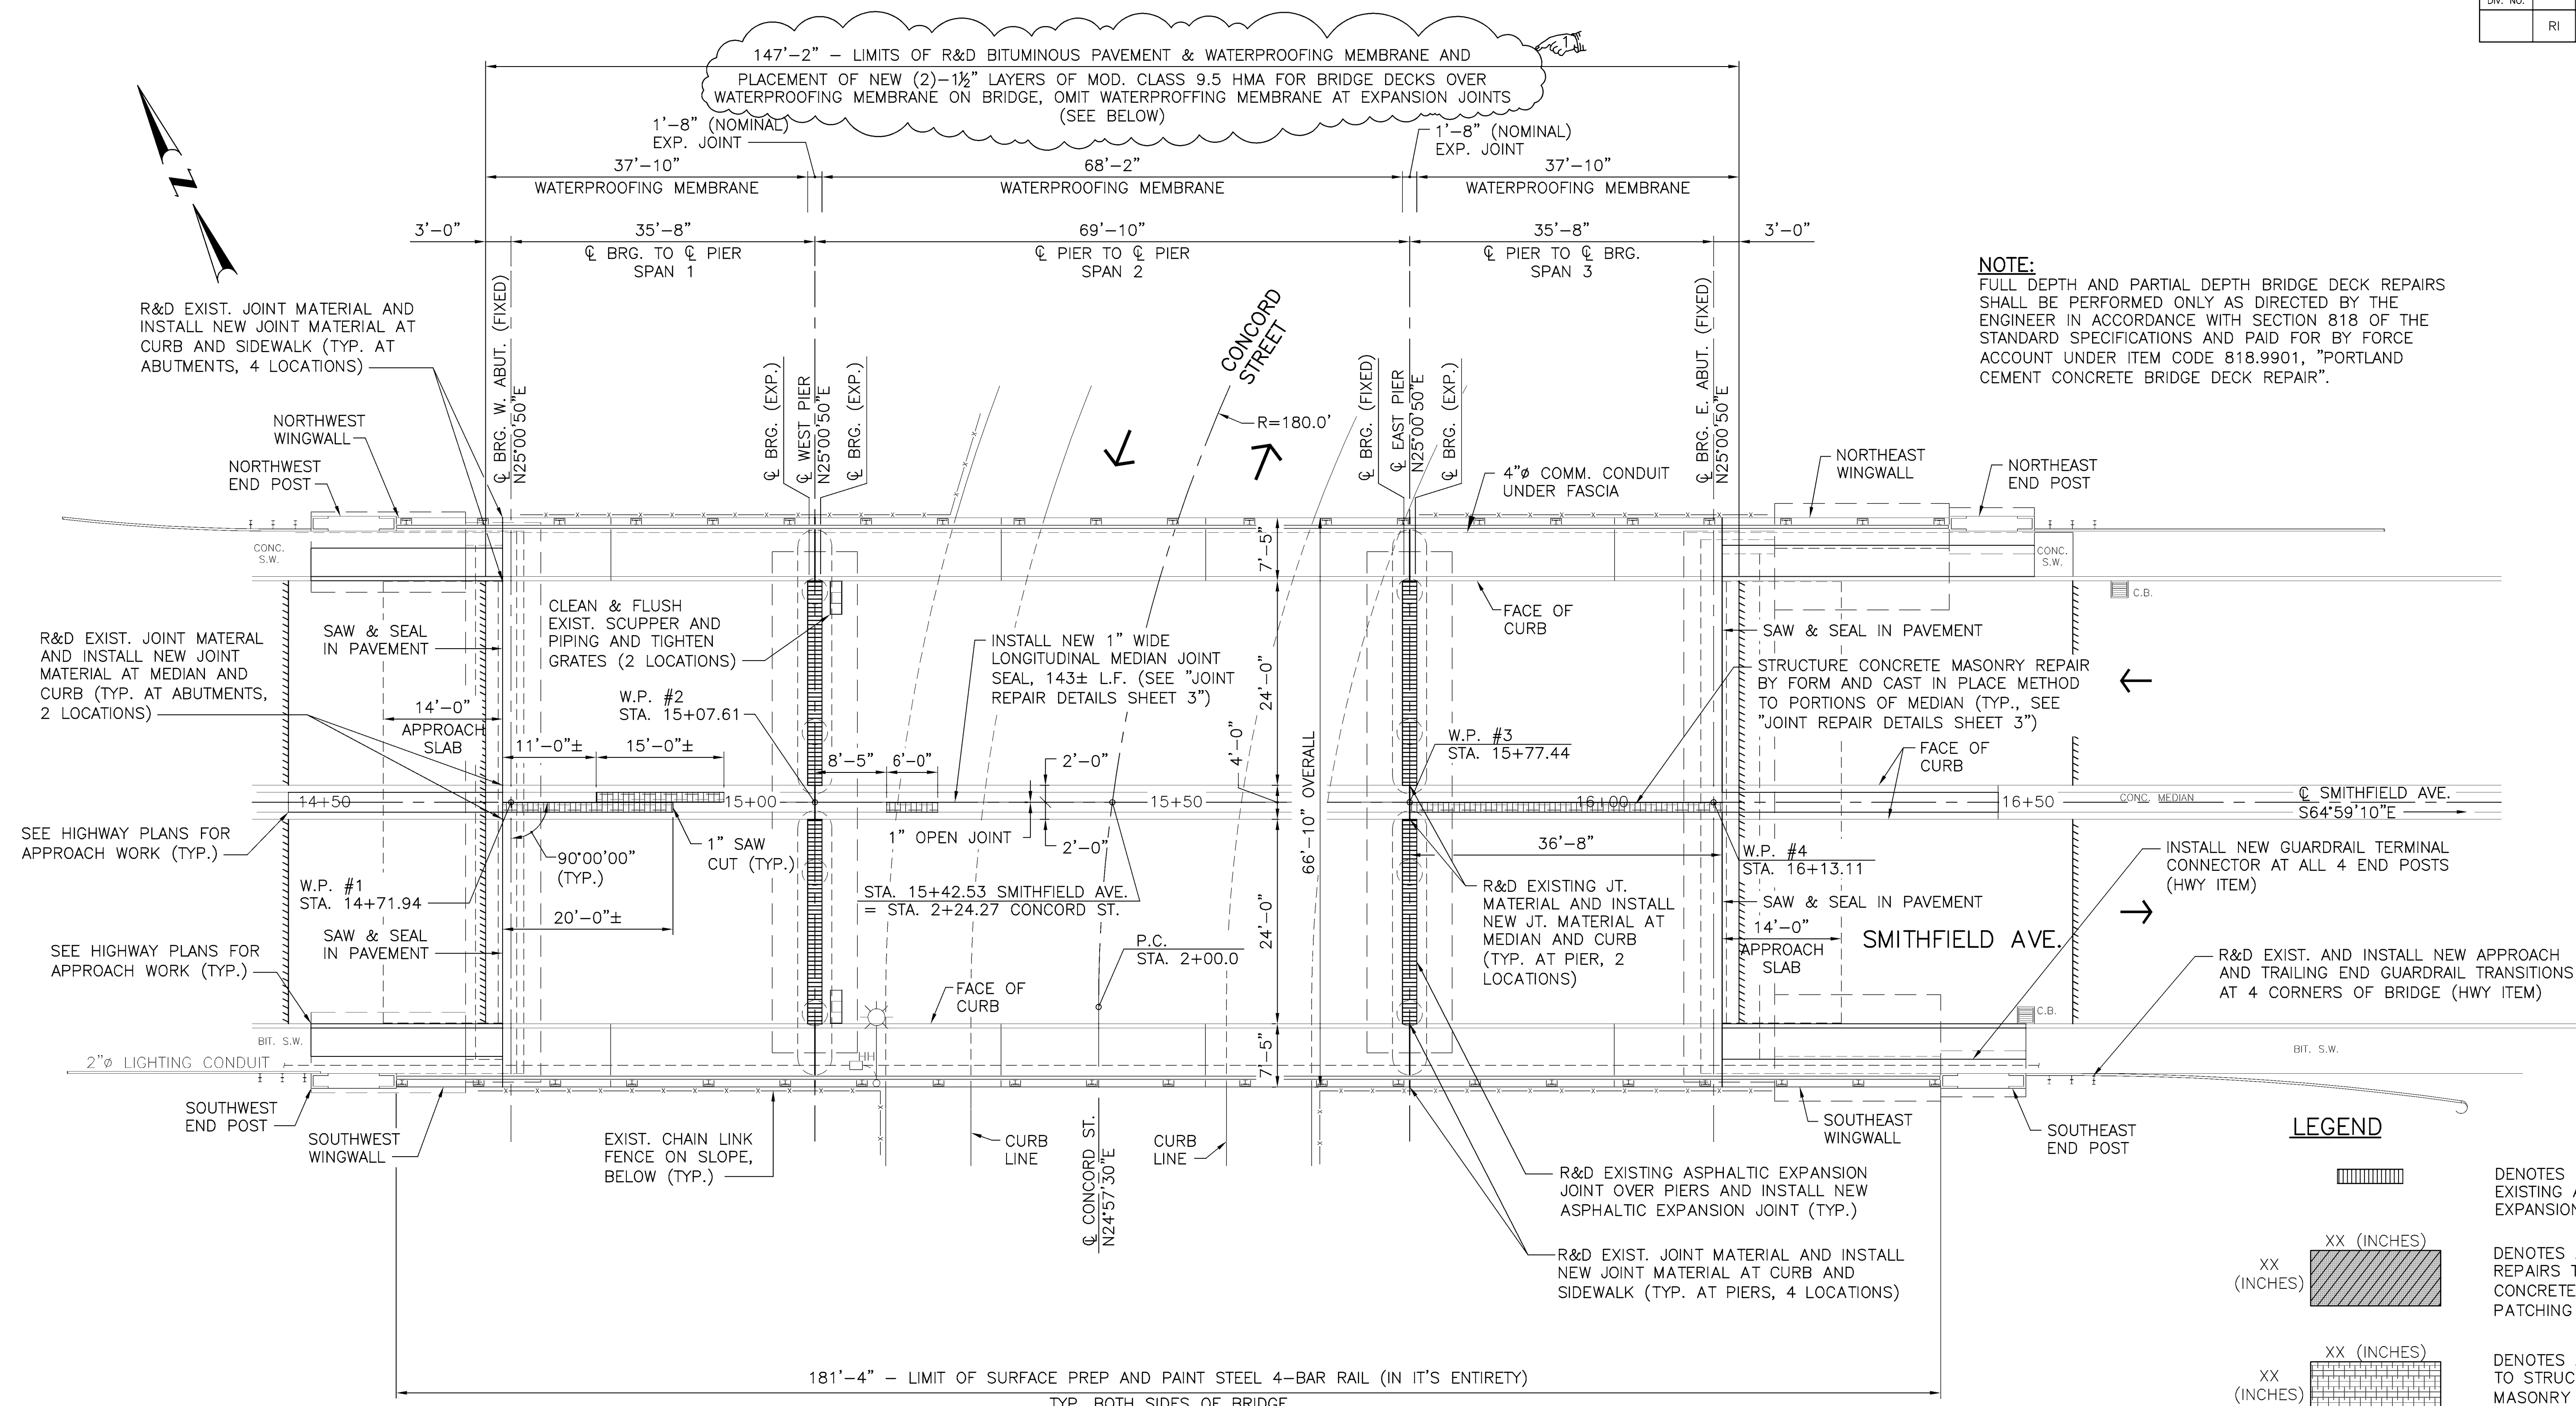 DIV. NO.
RI
147'-2" – LIMITS OF R&D BITUMINOUS PAVEMENT & WATERPROOFING MEMBRANE AND
PLACEMENT OF NEW (2)-1½" LAYERS OF MOD. CLASS 9.5 HMA FOR BRIDGE DECKS OVER
WATERPROOFING MEMBRANE ON BRIDGE, OMIT WATERPROFFING MEMBRANE AT EXPANSION JOINTS
(SEE BELOW)
1
1'-8" (NOMINAL)
EXP. JOINT
1'-8" (NOMINAL)
EXP. JOINT
37'-10"
WATERPROOFING MEMBRANE
68'-2"
WATERPROOFING MEMBRANE
37'-10"
WATERPROOFING MEMBRANE
N
3'-0"
35'-8"
℄ BRG. TO ℄ PIER
SPAN 1
69'-10"
℄ PIER TO ℄ PIER
SPAN 2
35'-8"
℄ PIER TO ℄ BRG.
SPAN 3
3'-0"
NOTE:
FULL DEPTH AND PARTIAL DEPTH BRIDGE DECK REPAIRS
SHALL BE PERFORMED ONLY AS DIRECTED BY THE
ENGINEER IN ACCORDANCE WITH SECTION 818 OF THE
STANDARD SPECIFICATIONS AND PAID FOR BY FORCE
ACCOUNT UNDER ITEM CODE 818.9901, "PORTLAND
CEMENT CONCRETE BRIDGE DECK REPAIR".
R&D EXIST. JOINT MATERIAL AND
INSTALL NEW JOINT MATERIAL AT
CURB AND SIDEWALK (TYP. AT
ABUTMENTS, 4 LOCATIONS)
℄ BRG. W. ABUT. (FIXED)
N25°00'50"E
℄ BRG. (EXP.)
℄ WEST PIER
N25°00'50"E
℄ BRG. (EXP.)
CONCORD
STREET
R=180.0'
℄ BRG. (FIXED)
℄ EAST PIER
N25°00'50"E
℄ BRG. (EXP.)
℄ BRG. E. ABUT. (FIXED)
N25°00'50"E
NORTHWEST
WINGWALL
NORTHWEST
END POST
4"ø COMM. CONDUIT
UNDER FASCIA
NORTHEAST
WINGWALL
NORTHEAST
END POST
CONC.
S.W.
7'-5"
CONC.
S.W.
C.B.
R&D EXIST. JOINT MATERAL
AND INSTALL NEW JOINT
MATERIAL AT MEDIAN AND
CURB (TYP. AT ABUTMENTS,
2 LOCATIONS)
SAW & SEAL
IN PAVEMENT
CLEAN & FLUSH
EXIST. SCUPPER AND
PIPING AND TIGHTEN
GRATES (2 LOCATIONS)
INSTALL NEW 1" WIDE
LONGITUDINAL MEDIAN JOINT
SEAL, 143± L.F. (SEE "JOINT
REPAIR DETAILS SHEET 3")
24'-0"
FACE OF
CURB
SAW & SEAL IN PAVEMENT
STRUCTURE CONCRETE MASONRY REPAIR
BY FORM AND CAST IN PLACE METHOD
TO PORTIONS OF MEDIAN (TYP., SEE
"JOINT REPAIR DETAILS SHEET 3")
W.P. #2
STA. 15+07.61
14'-0"
APPROACH
SLAB
11'-0"±
15'-0"±
8'-5"
6'-0"
2'-0"
4'-0"
66'-10" OVERALL
W.P. #3
STA. 15+77.44
FACE OF
CURB
14+50
15+00
15+50
16+00
16+50
CONC. MEDIAN
℄ SMITHFIELD AVE.
S64°59'10"E
SEE HIGHWAY PLANS FOR
APPROACH WORK (TYP.)
90°00'00"
(TYP.)
1" SAW
CUT (TYP.)
1" OPEN JOINT
2'-0"
36'-8"
W.P. #4
STA. 16+13.11
INSTALL NEW GUARDRAIL TERMINAL
CONNECTOR AT ALL 4 END POSTS
(HWY ITEM)
W.P. #1
STA. 14+71.94
20'-0"±
STA. 15+42.53 SMITHFIELD AVE.
= STA. 2+24.27 CONCORD ST.
R&D EXISTING JT.
MATERIAL AND INSTALL
NEW JT. MATERIAL AT
MEDIAN AND CURB
(TYP. AT PIER, 2
LOCATIONS)
SAW & SEAL IN PAVEMENT
14'-0"
APPROACH
SLAB
SMITHFIELD AVE.
SEE HIGHWAY PLANS FOR
APPROACH WORK (TYP.)
SAW & SEAL
IN PAVEMENT
P.C.
STA. 2+00.0
24'-0"
R&D EXIST. AND INSTALL NEW APPROACH
AND TRAILING END GUARDRAIL TRANSITIONS
AT 4 CORNERS OF BRIDGE (HWY ITEM)
FACE OF
CURB
C.B.
BIT. S.W.
HH
7'-5"
BIT. S.W.
2"ø LIGHTING CONDUIT
SOUTHWEST
END POST
SOUTHWEST
WINGWALL
EXIST. CHAIN LINK
FENCE ON SLOPE,
BELOW (TYP.)
CURB
LINE
℄ CONCORD ST.
N24°57'30"E
CURB
LINE
SOUTHEAST
WINGWALL
SOUTHEAST
END POST
R&D EXISTING ASPHALTIC EXPANSION
JOINT OVER PIERS AND INSTALL NEW
ASPHALTIC EXPANSION JOINT (TYP.)
R&D EXIST. JOINT MATERIAL AND INSTALL
NEW JOINT MATERIAL AT CURB AND
SIDEWALK (TYP. AT PIERS, 4 LOCATIONS)
LEGEND
DENOTES
EXISTING
EXPANSION
XX (INCHES)
XX
(INCHES)
DENOTES
REPAIRS
CONCRETE
PATCHING
XX (INCHES)
XX
(INCHES)
DENOTES
TO STRUC
MASONRY
181'-4" – LIMIT OF SURFACE PREP AND PAINT STEEL 4-BAR RAIL (IN IT'S ENTIRETY)
TYP. BOTH SIDES OF BRIDGE